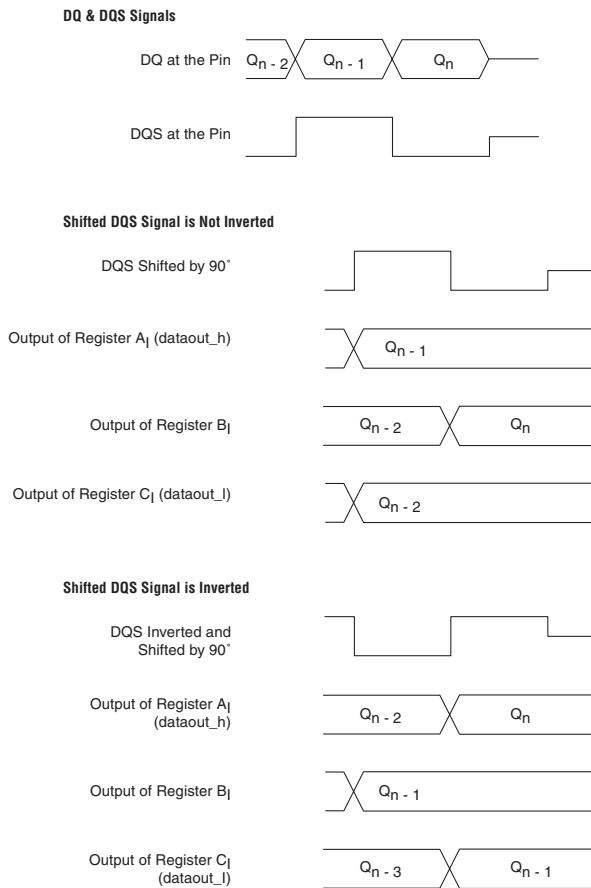 DQ & DQS Signals
DQ at the Pin
Qn - 2 Qn - 1 Qn
DQS at the Pin
Shifted DQS Signal is Not Inverted
DQS Shifted by 90˚
Output of Register AI (dataout_h)
Qn - 1
Output of Register BI
Qn - 2 Qn
Output of Register CI (dataout_l)
Qn - 2
Shifted DQS Signal is Inverted
DQS Inverted and
Shifted by 90˚
Output of Register AI
(dataout_h)
Qn - 2 Qn
Output of Register BI
Qn - 1
Output of Register CI
(dataout_l)
Qn - 3 Qn - 1